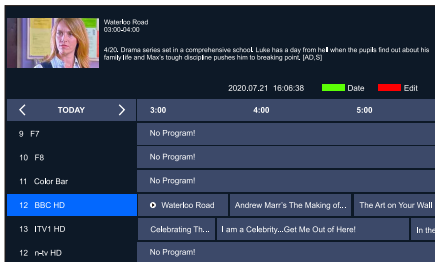 Waterloo Road
03:00-04:00
4/20. Drama series set in a comprehensive school. Luke has a day from hell when the pupils find out about his
family life and Max's tough discipline pushes him to breaking point. [AD,S]
2020.07.21 16:06:38 Date Edit
TODAY 3:00 4:00 5:00
9 F7 No Program!
10 F8 No Program!
11 Color Bar No Program!
12 BBC HD Waterloo Road Andrew Marr's The Making of... The Art on Your Wall
13 ITV1 HD Celebrating Th... I am a Celebrity...Get Me Out of Here! In the
12 n-tv HD No Program!